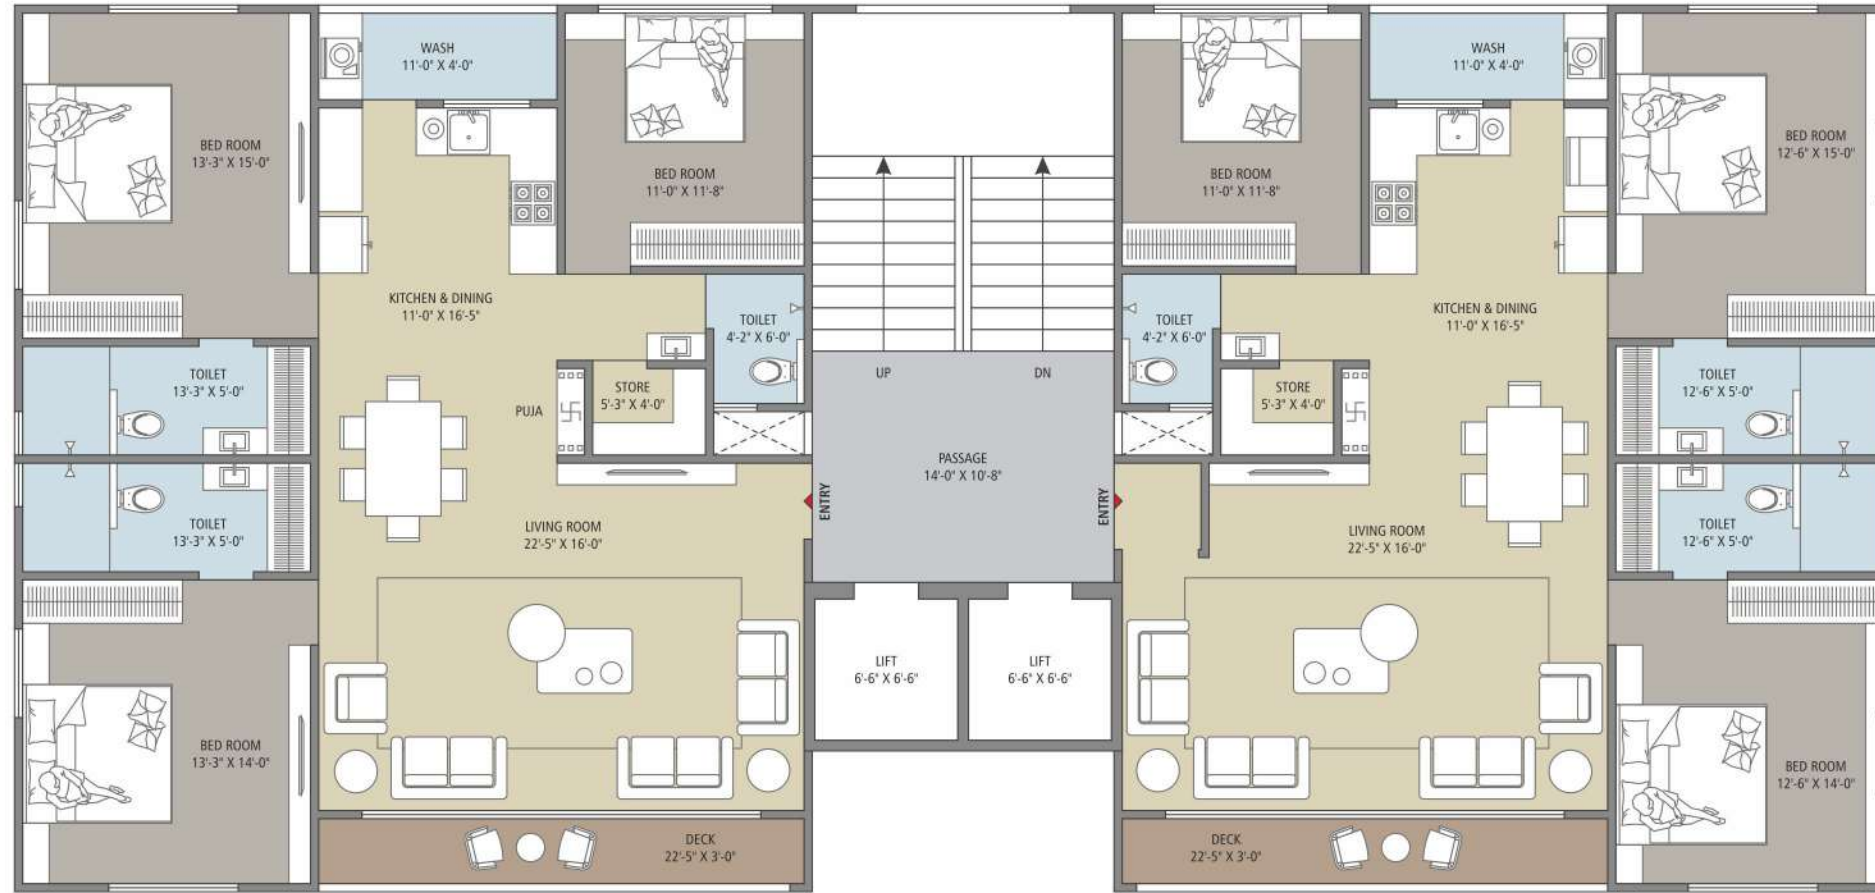 WASH
11'-0" X 4'-0"
WASH
11'-0" X 4'-0"
BED ROOM
13'-3" X 15'-0"
BED ROOM
11'-0" X 11'-8"
BED ROOM
11'-0" X 11'-8"
BED ROOM
12'-6" X 15'-0"
KITCHEN & DINING
11'-0" X 16'-5"
TOILET
4'-2" X 6'-0"
TOILET
4'-2" X 6'-0"
KITCHEN & DINING
11'-0" X 16'-5"
UP
DN
TOILET
13'-3" X 5'-0"
PUJA
STORE
5'-3" X 4'-0"
STORE
5'-3" X 4'-0"
TOILET
12'-6" X 5'-0"
PASSAGE
14'-0" X 10'-8"
ENTRY
ENTRY
TOILET
13'-3" X 5'-0"
LIVING ROOM
22'-5" X 16'-0"
LIVING ROOM
22'-5" X 16'-0"
TOILET
12'-6" X 5'-0"
LIFT
6'-6" X 6'-6"
LIFT
6'-6" X 6'-6"
BED ROOM
13'-3" X 14'-0"
BED ROOM
12'-6" X 14'-0"
DECK
22'-5" X 3'-0"
DECK
22'-5" X 3'-0"